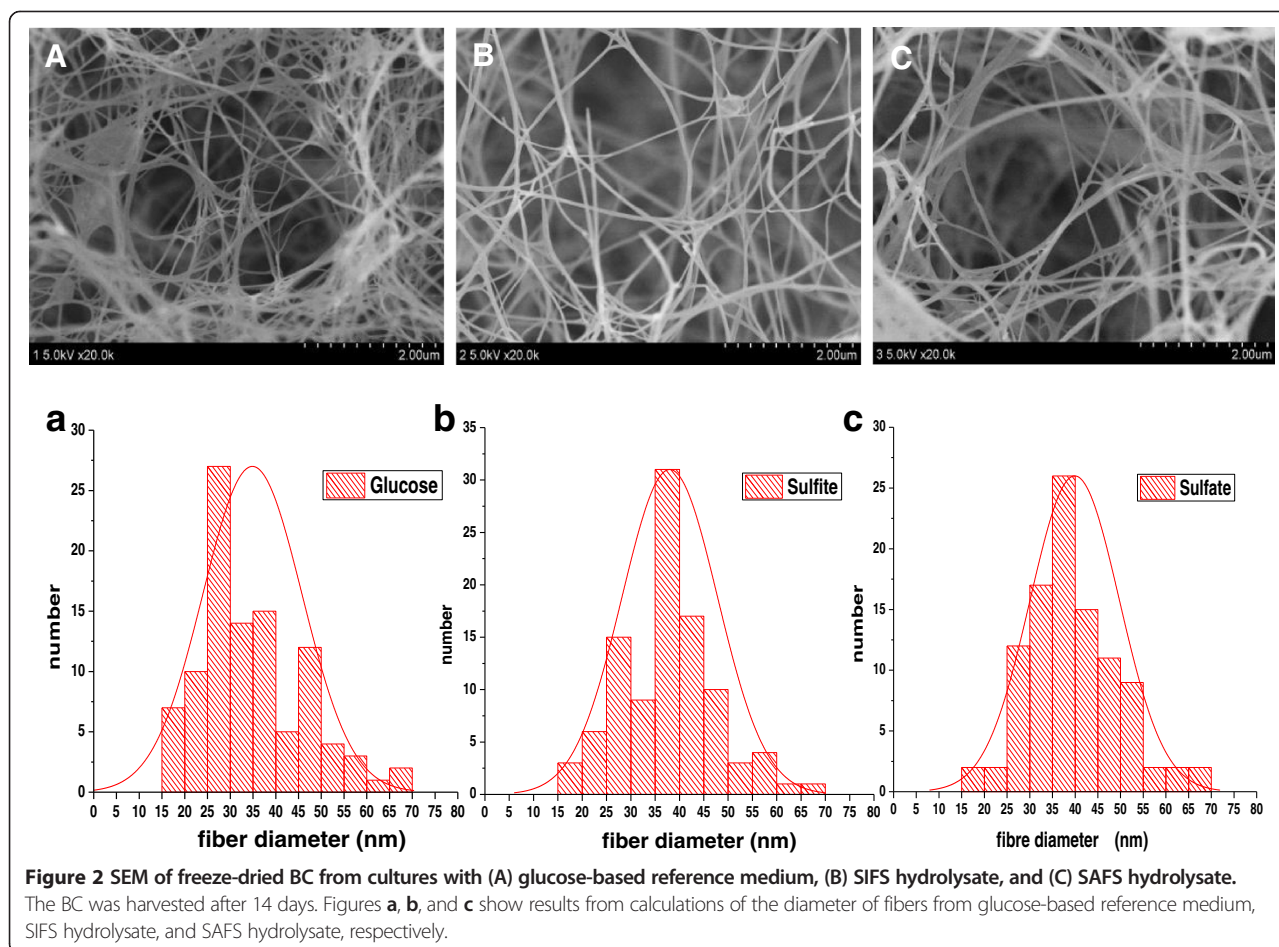 A
B
C
1 5.0kV x20.0k 2.00um
2 5.0kV x20.0k 2.00um
3 5.0kV x20.0k 2.00um
a
30
25
20
15
10
5
0
number
Glucose
0 5 10 15 20 25 30 35 40 45 50 55 60 65 70 75 80
fiber diameter (nm)
b
35
30
25
20
15
10
5
0
number
Sulfite
0 5 10 15 20 25 30 35 40 45 50 55 60 65 70 75 80
fiber diameter (nm)
c
30
25
20
15
10
5
0
number
Sulfate
0 5 10 15 20 25 30 35 40 45 50 55 60 65 70 75 80
fibre diameter (nm)
Figure 2 SEM of freeze-dried BC from cultures with (A) glucose-based reference medium, (B) SIFS hydrolysate, and (C) SAFS hydrolysate.
The BC was harvested after 14 days. Figures a, b, and c show results from calculations of the diameter of fibers from glucose-based reference medium,
SIFS hydrolysate, and SAFS hydrolysate, respectively.